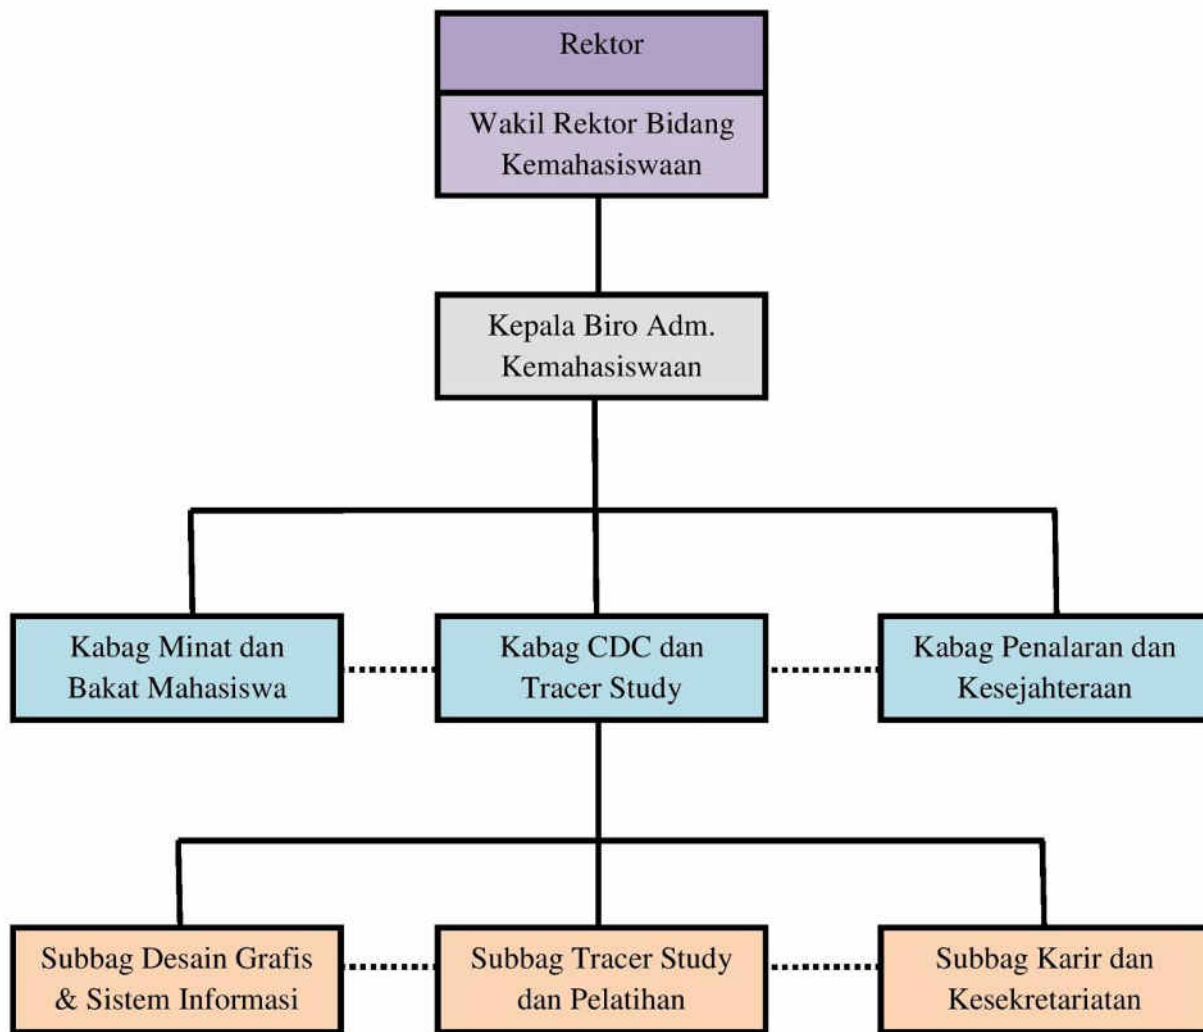 Rektor
Wakil Rektor Bidang
Kemahasiswaan
Kepala Biro Adm.
Kemahasiswaan
Kabag Minat dan
Bakat Mahasiswa
Kabag CDC dan
Tracer Study
Kabag Penalaran dan
Kesejahteraan
Subbag Desain Grafis
& Sistem Informasi
Subbag Tracer Study
dan Pelatihan
Subbag Karir dan
Kesekretariatan